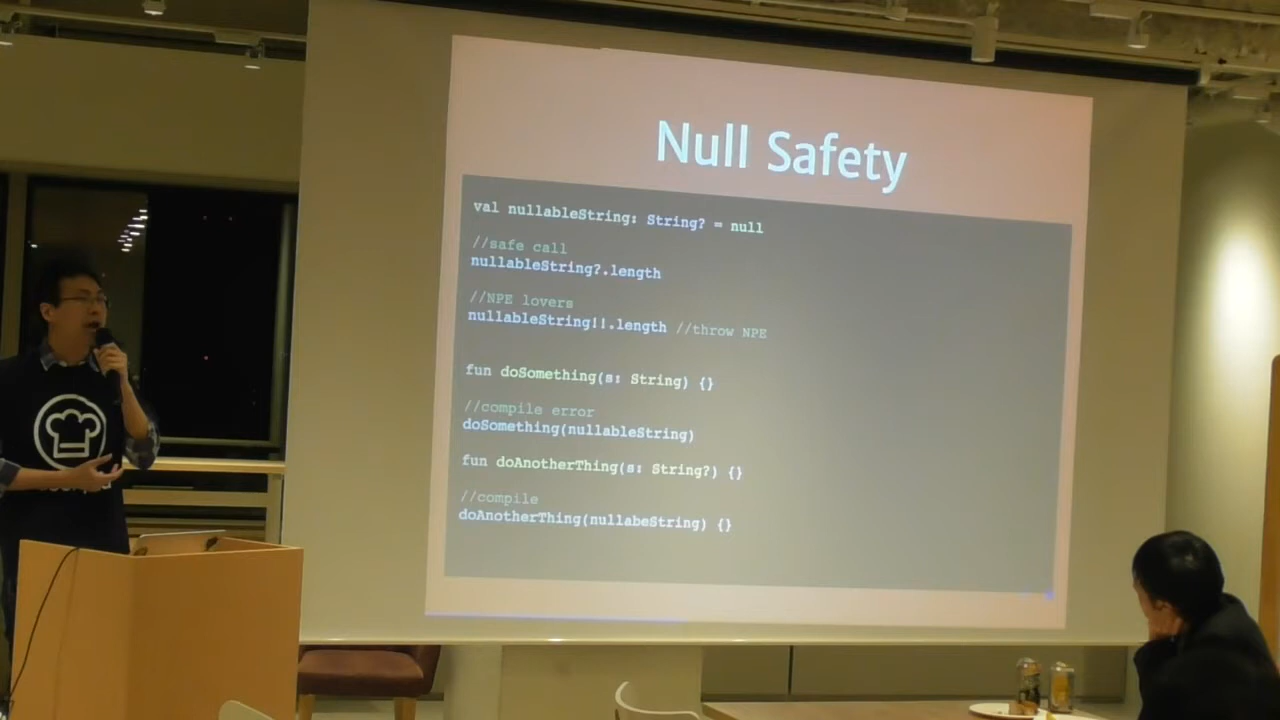 Null Safety
val nullableString: String? = null
//safe call
nullableString?.length
//NPE lovers
nullableString!!.length //throw NPE
fun doSomething(s: String) {}
//compile error
doSomething(nullableString)
fun doAnotherThing(s: String?) {}
//compile
doAnotherThing(nullabeString) {}